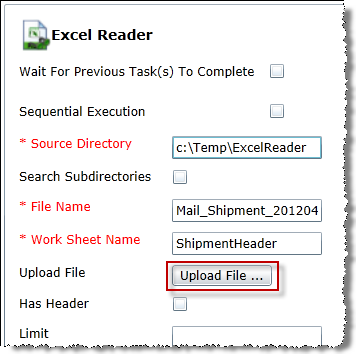 Excel Reader
Wait For Previous Task(s) To Complete
Sequential Execution
* Source Directory c:\Temp\ExcelReader
Search Subdirectories
* File Name Mail_Shipment_201204
* Work Sheet Name ShipmentHeader
Upload File Upload File ...
Has Header
Limit